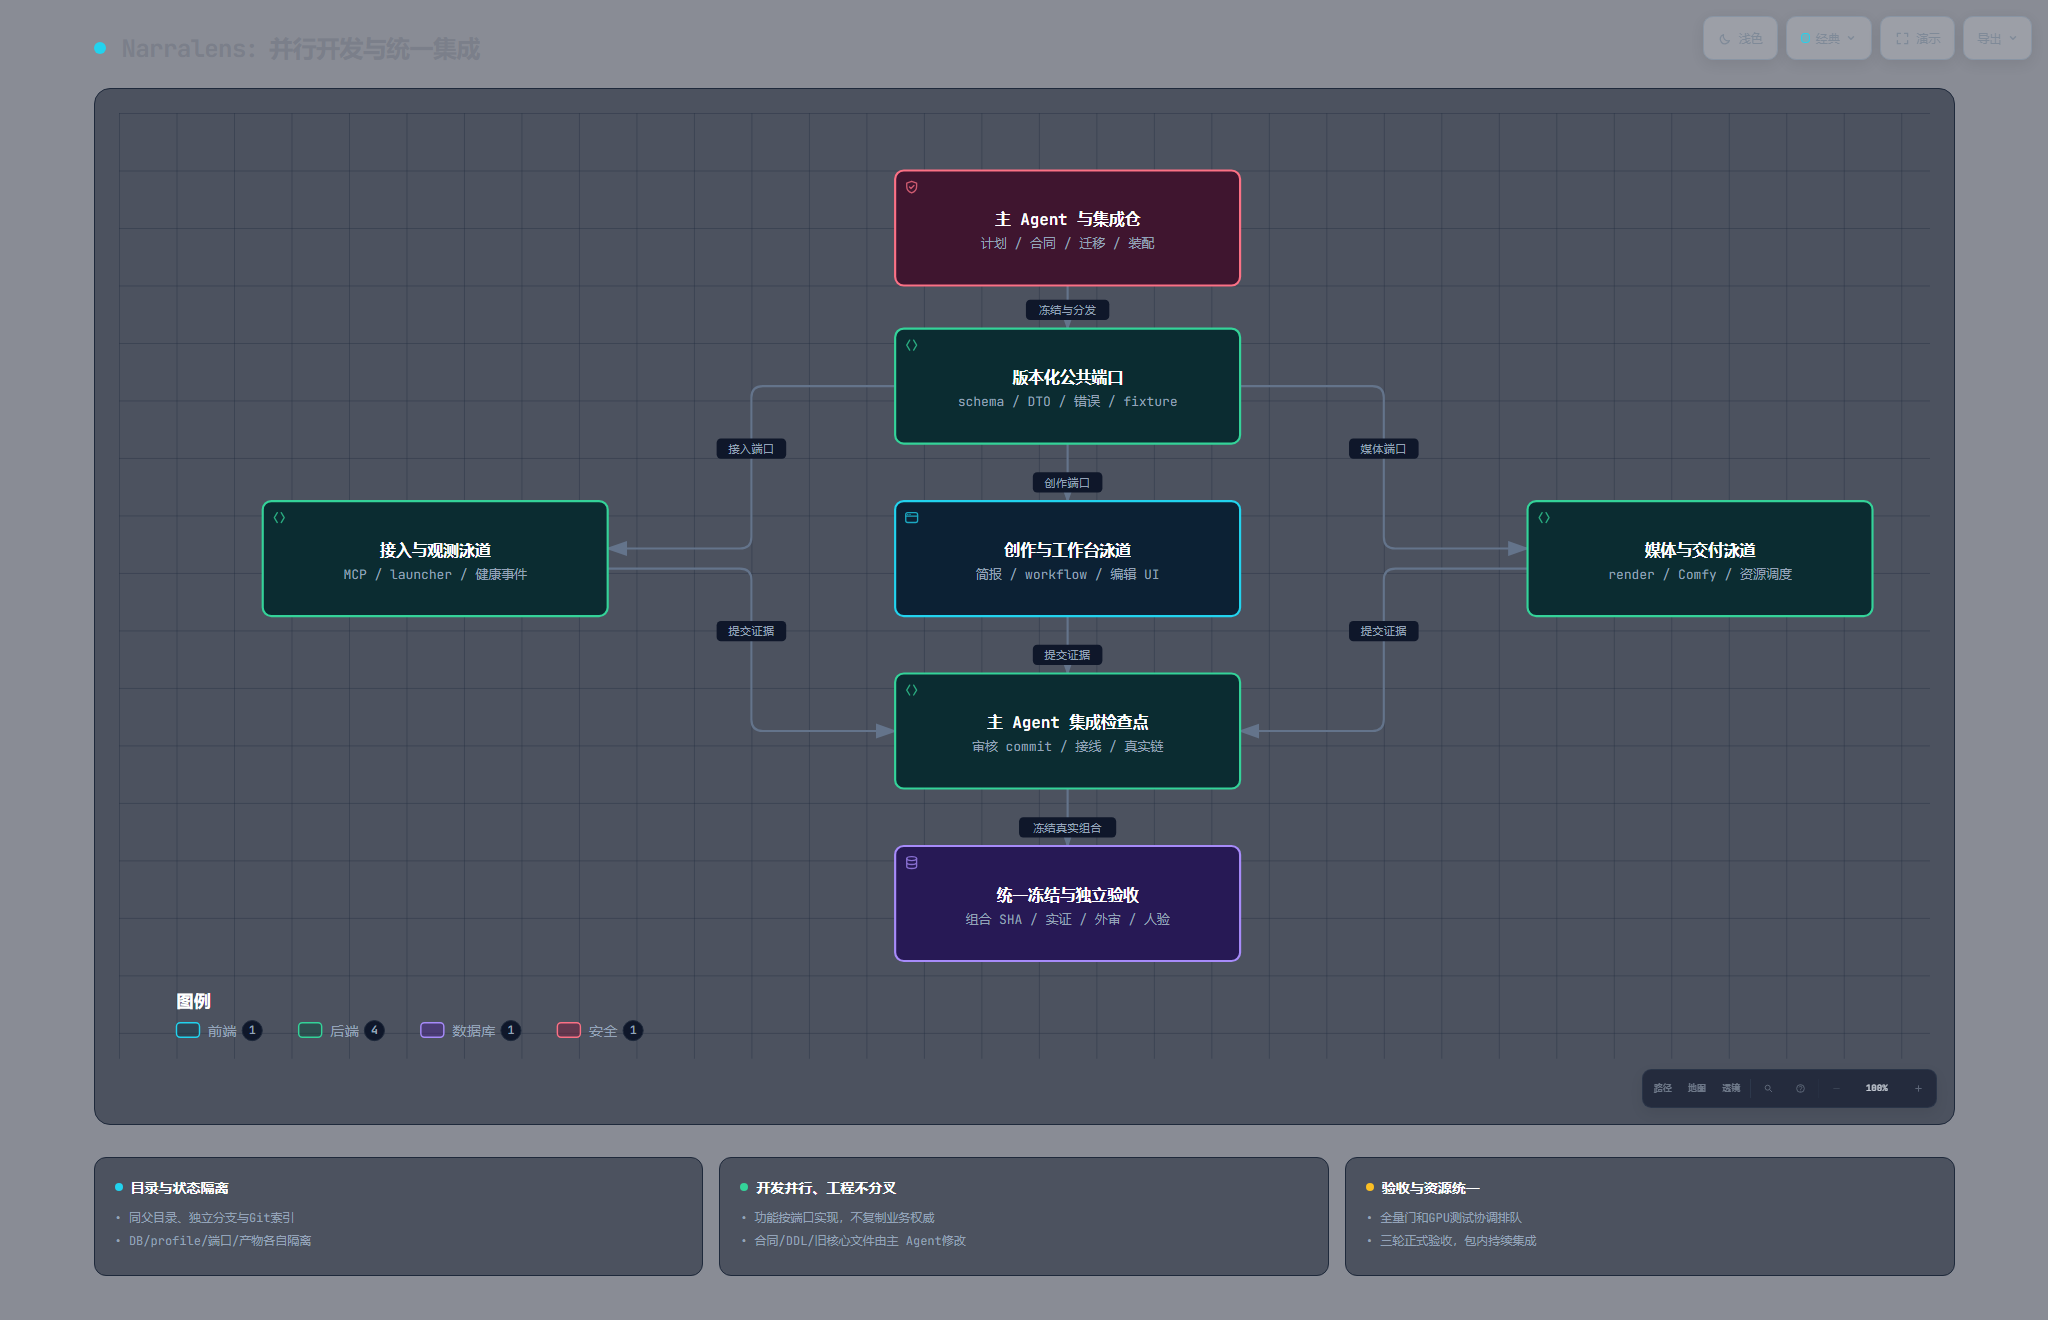 Narralens: 并行开发与统一集成
浅色
经典
演示
导出
主 Agent 与集成仓
计划 / 合同 / 迁移 / 装配
冻结与分发
版本化公共端口
schema / DTO / 错误 / fixture
接入端口
媒体端口
创作端口
接入与观测泳道
MCP / launcher / 健康事件
创作与工作台泳道
简报 / workflow / 编辑 UI
媒体与交付泳道
render / Comfy / 资源调度
提交证据
提交证据
提交证据
主 Agent 集成检查点
审核 commit / 接线 / 真实链
冻结真实组合
统一冻结与独立验收
组合 SHA / 实证 / 外审 / 人验
图例
前端 1
后端 4
数据库 1
安全 1
路径 地图 透镜 − 100% +
目录与状态隔离
• 同父目录、独立分支与Git索引
• DB/profile/端口/产物各自隔离
开发并行、工程不分叉
• 功能按端口实现，不复制业务权威
• 合同/DDL/旧核心文件由主 Agent修改
验收与资源统一
• 全量门和GPU测试协调排队
• 三轮正式验收，包内持续集成